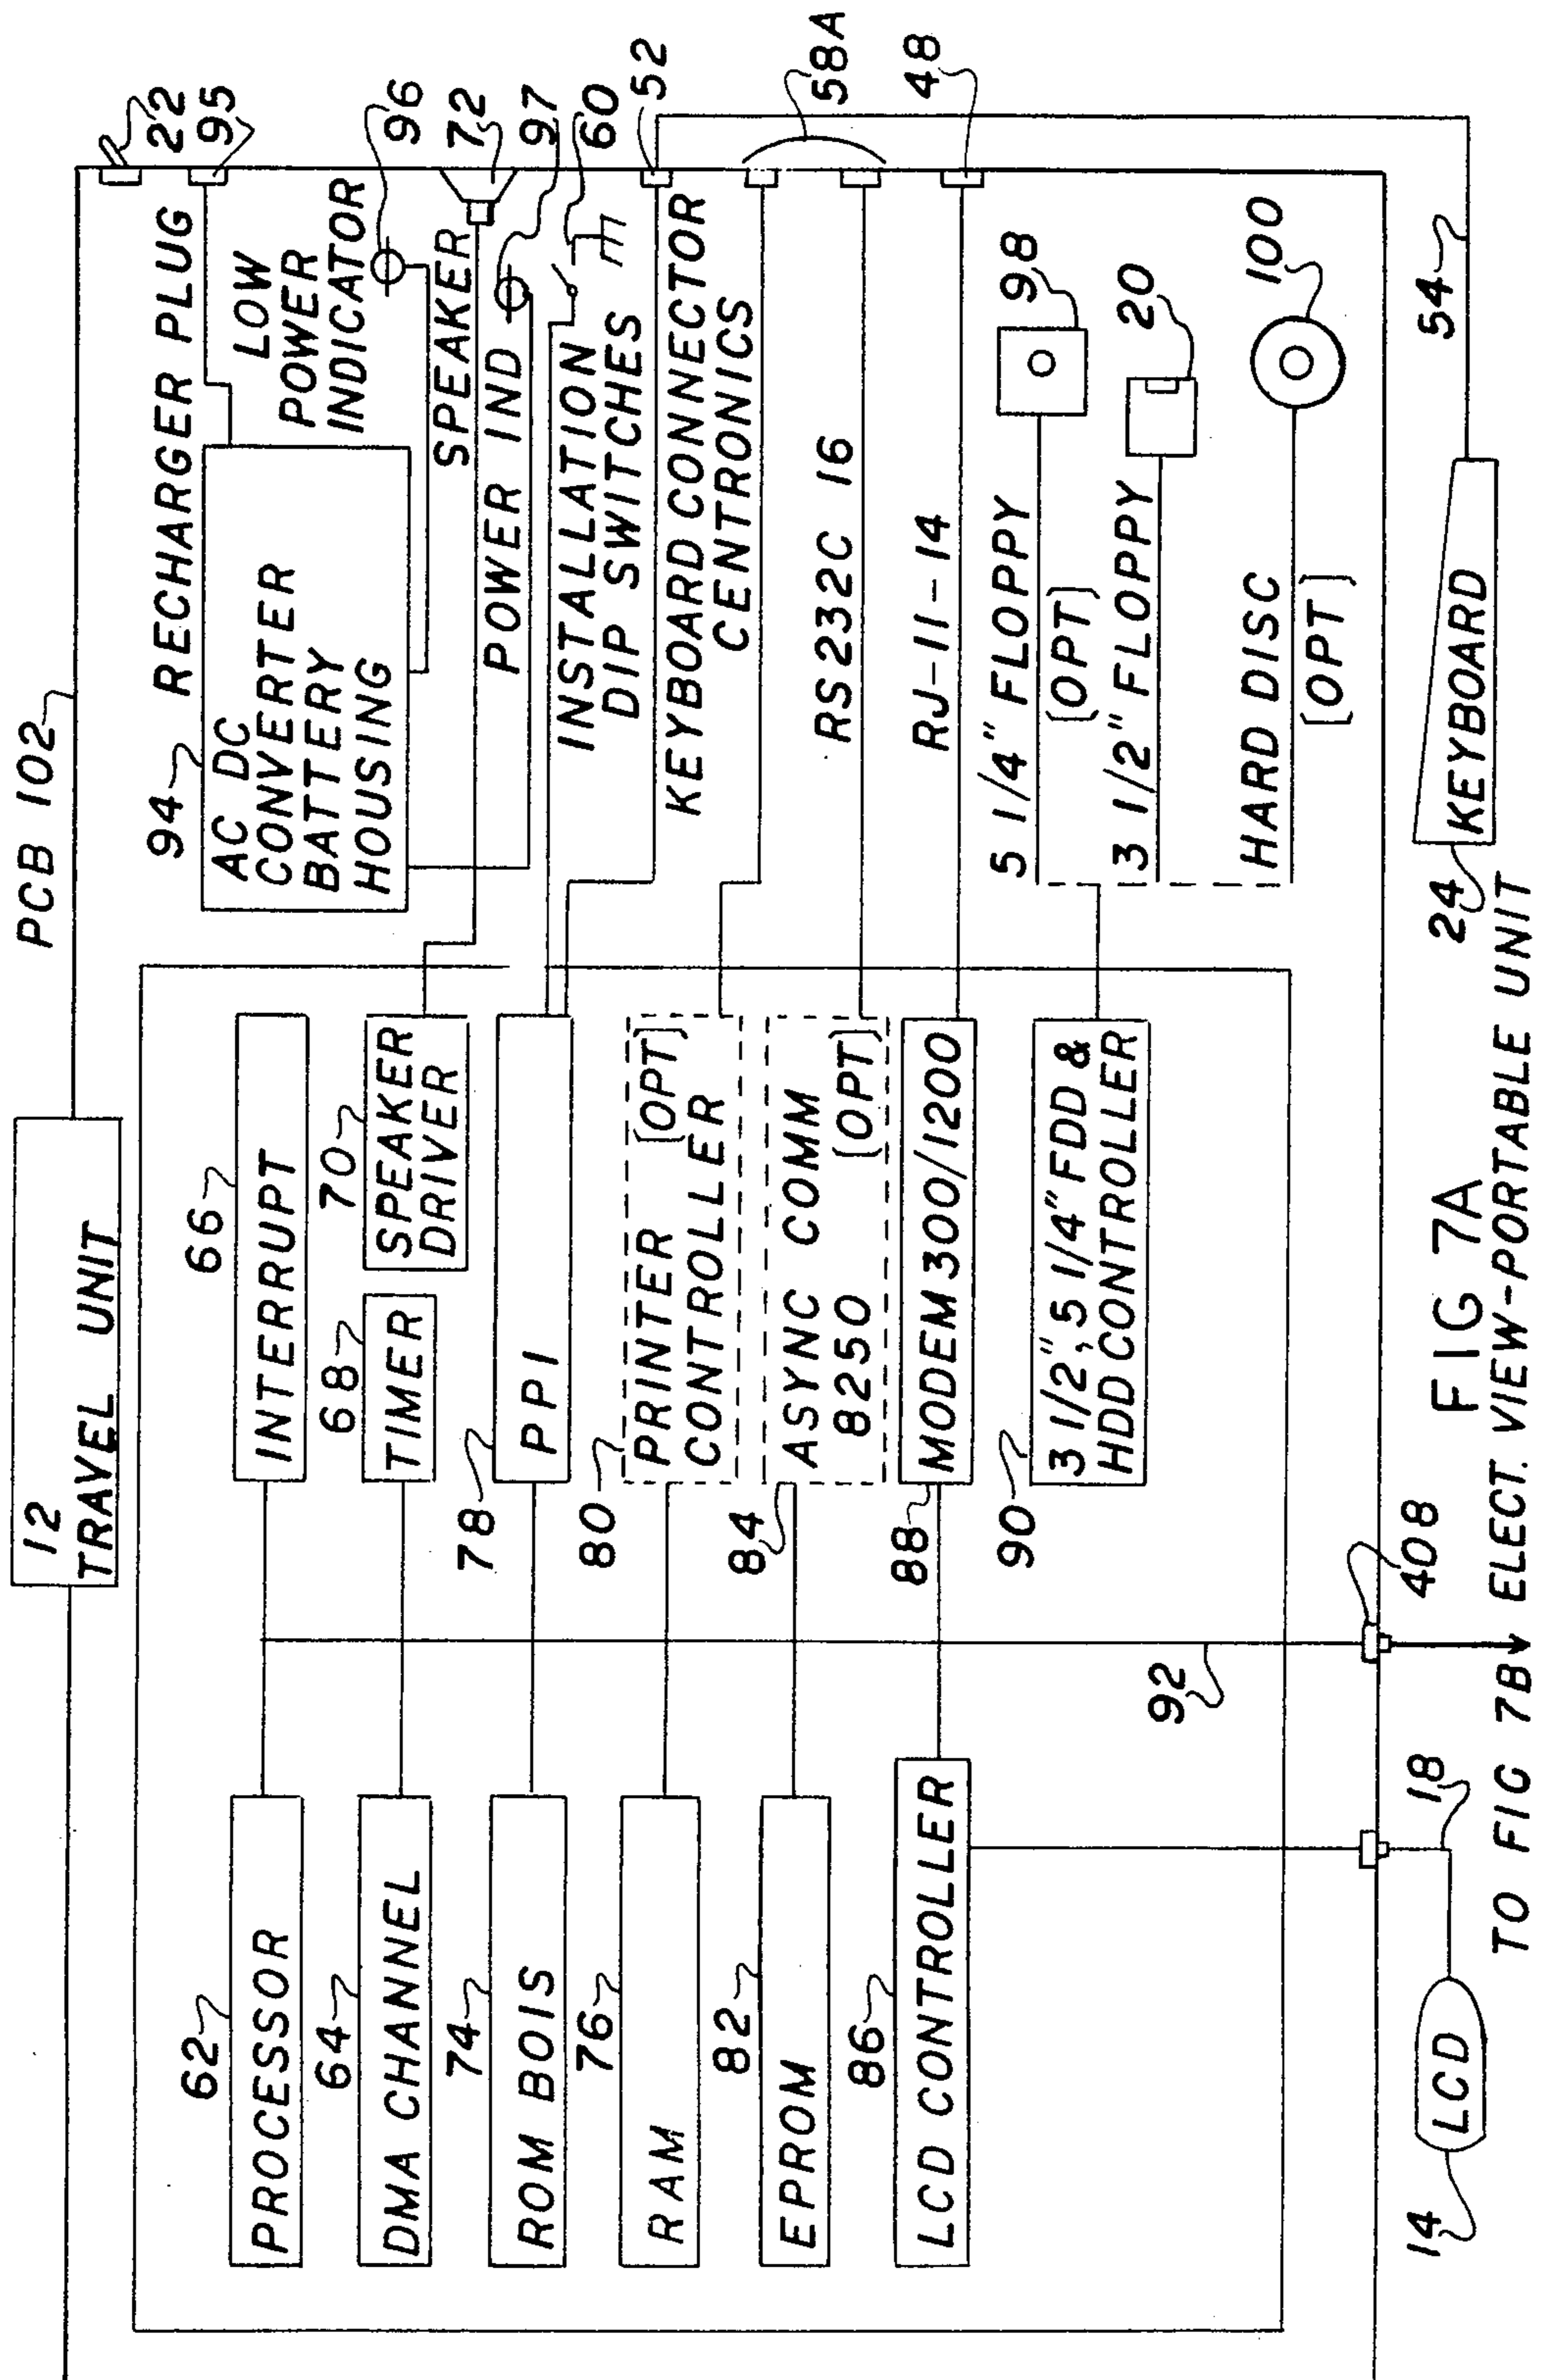 PCB 102
12
TRAVEL UNIT
22
95
RECHARGER PLUG
94
AC DC
CONVERTER
BATTERY
HOUSING
LOW
POWER
INDICATOR
96
SPEAKER
72
POWER IND
97
INSTALLATION
DIP SWITCHES
60
52
KEYBOARD CONNECTOR
CENTRONICS
58A
RS232C 16
RJ-11-14
48
5 1/4" FLOPPY
[OPT]
98
3 1/2" FLOPPY
20
HARD DISC
[OPT]
100
62
PROCESSOR
66
INTERRUPT
64
DMA CHANNEL
68
TIMER
70
SPEAKER
DRIVER
74
ROM BOIS
78
PPI
76
RAM
80
PRINTER [OPT]
CONTROLLER
82
EPROM
84
ASYNC COMM
8250 [OPT]
86
LCD CONTROLLER
88
MODEM 300/1200
90
3 1/2", 5 1/4" FDD &
HDD CONTROLLER
92
408
14
LCD
18
24
KEYBOARD
54
FIG 7A
TO FIG 7B
ELECT. VIEW-PORTABLE UNIT